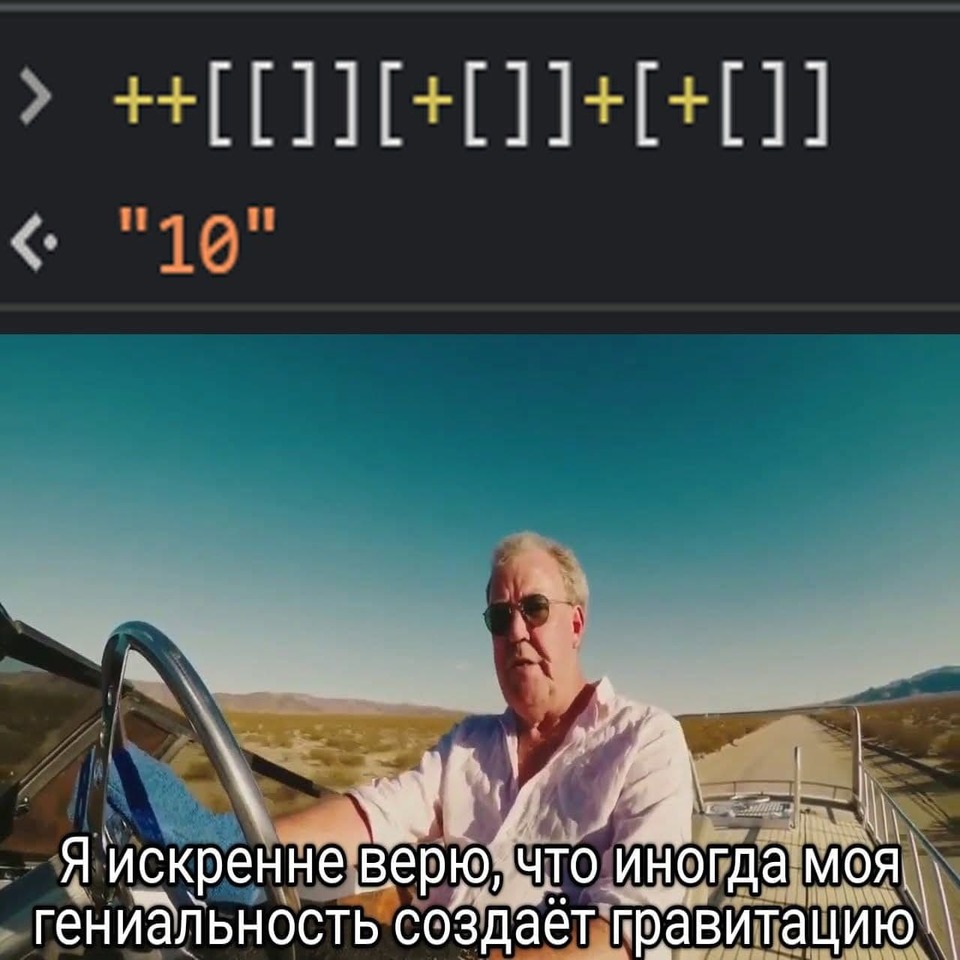 > ++[[]][+[]]+[+[]]
<· "10"
Я искренне верю, что иногда моя
гениальность создаёт гравитацию